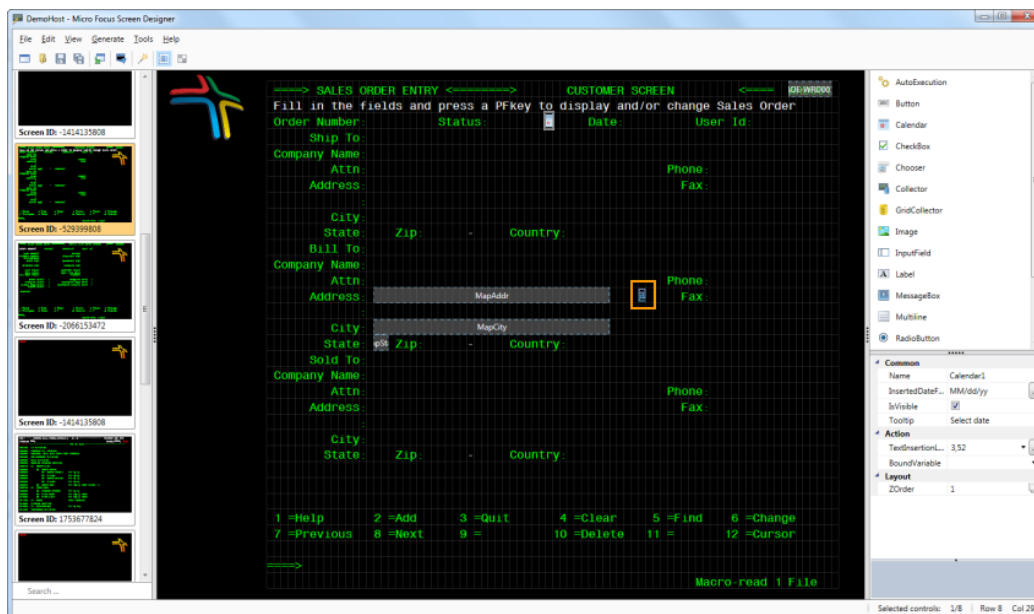 DemoHost - Micro Focus Screen Designer
File Edit View Generate Tools Help
Screen ID: -1414135808
Screen ID: -529399808
Screen ID: -2066153472
Screen ID: -1414135808
Screen ID: 1753677824
Search ...
====> SALES ORDER ENTRY <=========> CUSTOMER SCREEN <====
Fill in the fields and press a PFkey to display and/or change Sales Order
Order Number: Status: Date: User Id:
Ship To:
Company Name:
Attn: Phone:
Address: Fax:
:
City:
State: Zip: - Country:
Bill To:
Company Name:
Attn: Phone:
Address: MapAddr Fax:
:
City: MapCity
State: Zip: - Country:
Sold To:
Company Name:
Attn: Phone:
Address: Fax:
:
City:
State: Zip: - Country:
1 =Help 2 =Add 3 =Quit 4 =Clear 5 =Find 6 =Change
7 =Previous 8 =Next 9 = 10 =Delete 11 = 12 =Cursor
====>
Macro-read 1 File
AutoExecution
Button
Calendar
CheckBox
Chooser
Collector
GridCollector
Image
InputField
Label
MessageBox
Multiline
RadioButton
Common
Name Calendar1
InsertedDateF... MM/dd/yy
IsVisible
Tooltip Select date
Action
TextInsertionL... 3,52
BoundVariable
Layout
ZOrder 1
Selected controls: 1/8 Row 8 Col 29